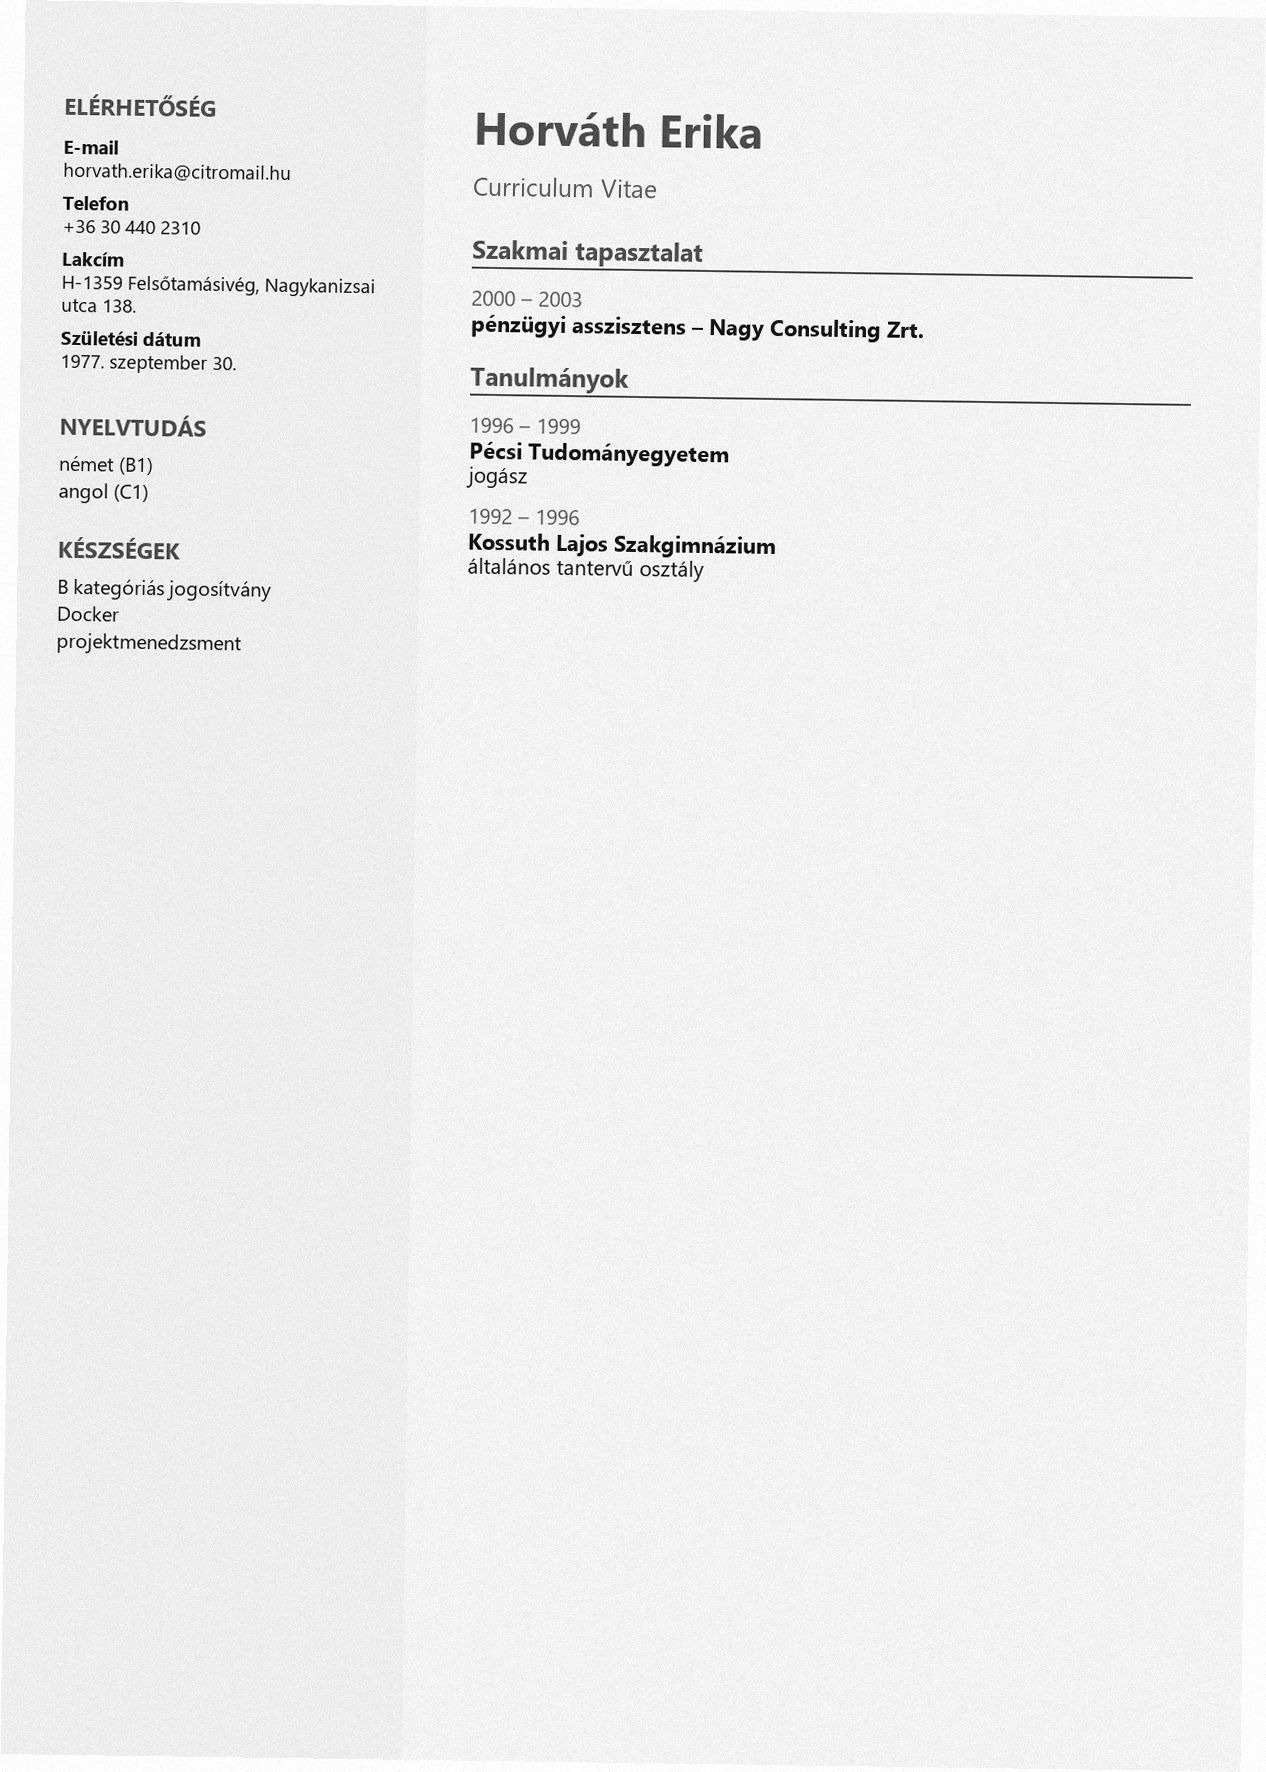 ELÉRHETŐSÉG
E-mail
horvath.erika@citromail.hu
Telefon
+36 30 440 2310
Lakcím
H-1359 Felsőtamásivég, Nagykanizsai
utca 138.
Születési dátum
1977. szeptember 30.
NYELVTUDÁS
német (B1)
angol (C1)
KÉSZSÉGEK
B kategóriás jogosítvány
Docker
projektmenedzsment
Horváth Erika
Curriculum Vitae
Szakmai tapasztalat
2000 – 2003
pénzügyi asszisztens – Nagy Consulting Zrt.
Tanulmányok
1996 – 1999
Pécsi Tudományegyetem
jogász
1992 – 1996
Kossuth Lajos Szakgimnázium
általános tantervű osztály